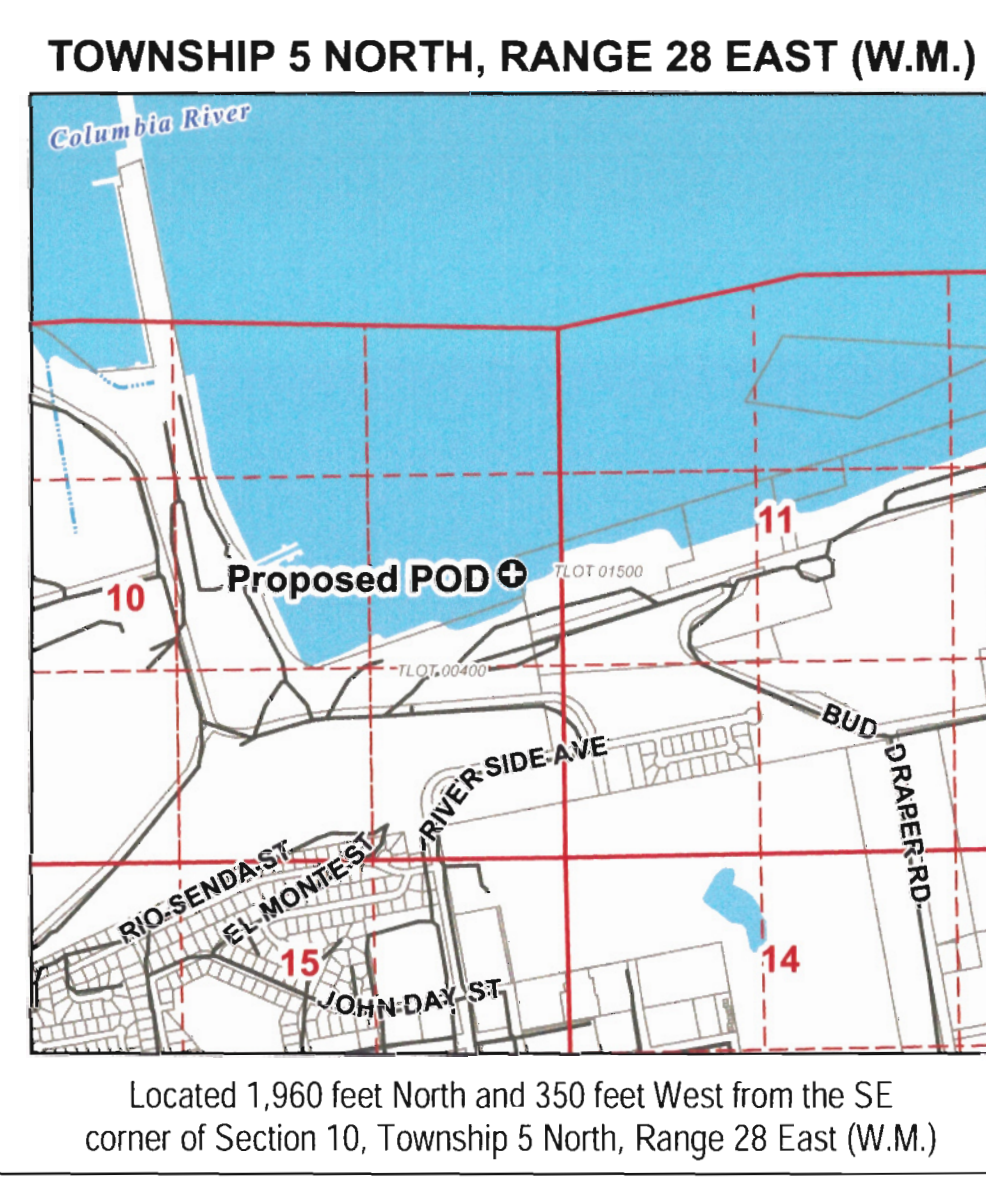 TOWNSHIP 5 NORTH, RANGE 28 EAST (W.M.)
Columbia River
11
Proposed POD
TLOT 01500
10
TLOT 00400
BUD DRAPER RD
RIVER SIDE AVE
RIO SENDA ST
EL MONTE ST
15
14
JOHN DAY ST
Located 1,960 feet North and 350 feet West from the SE
corner of Section 10, Township 5 North, Range 28 East (W.M.)